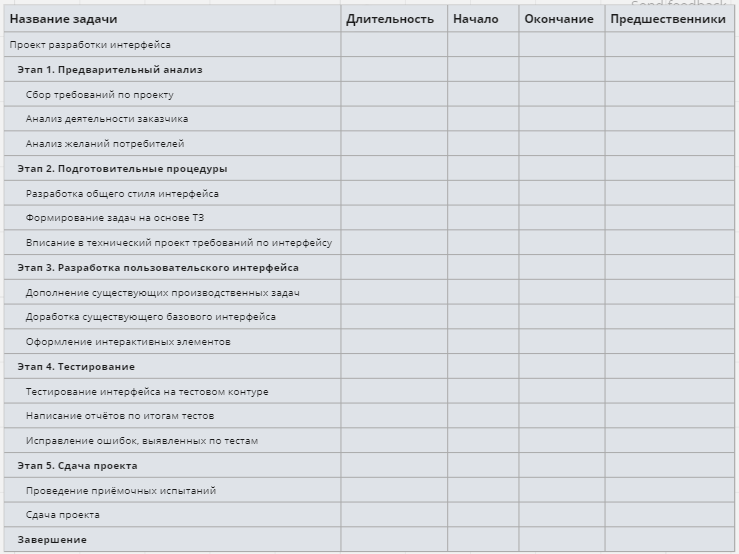 Send feedback
Название задачи Длительность Начало Окончание Предшественники
Проект разработки интерфейса
Этап 1. Предварительный анализ
Сбор требований по проекту
Анализ деятельности заказчика
Анализ желаний потребителей
Этап 2. Подготовительные процедуры
Разработка общего стиля интерфейса
Формирование задач на основе ТЗ
Вписание в технический проект требований по интерфейсу
Этап 3. Разработка пользовательского интерфейса
Дополнение существующих производственных задач
Доработка существующего базового интерфейса
Оформление интерактивных элементов
Этап 4. Тестирование
Тестирование интерфейса на тестовом контуре
Написание отчётов по итогам тестов
Исправление ошибок, выявленных по тестам
Этап 5. Сдача проекта
Проведение приёмочных испытаний
Сдача проекта
Завершение